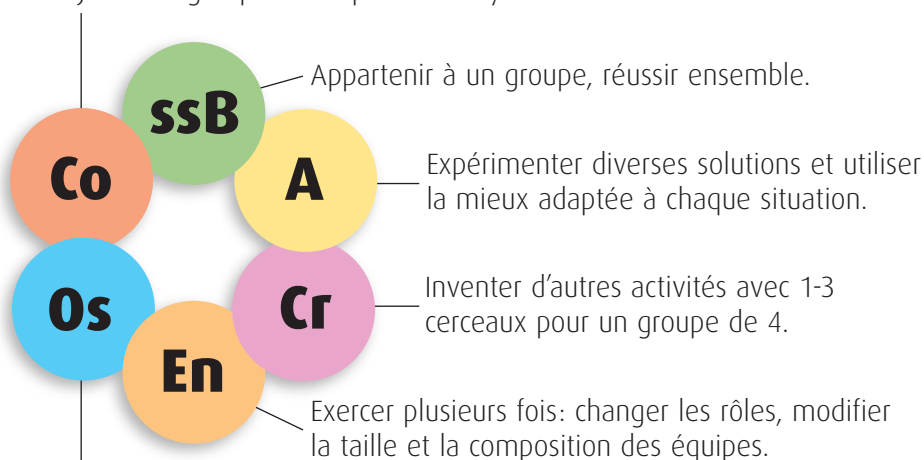 ssB
Appartenir à un groupe, réussir ensemble.
Co
A
Expérimenter diverses solutions et utiliser
la mieux adaptée à chaque situation.
Os
Cr
Inventer d’autres activités avec 1-3
cerceaux pour un groupe de 4.
En
Exercer plusieurs fois: changer les rôles, modifier
la taille et la composition des équipes.